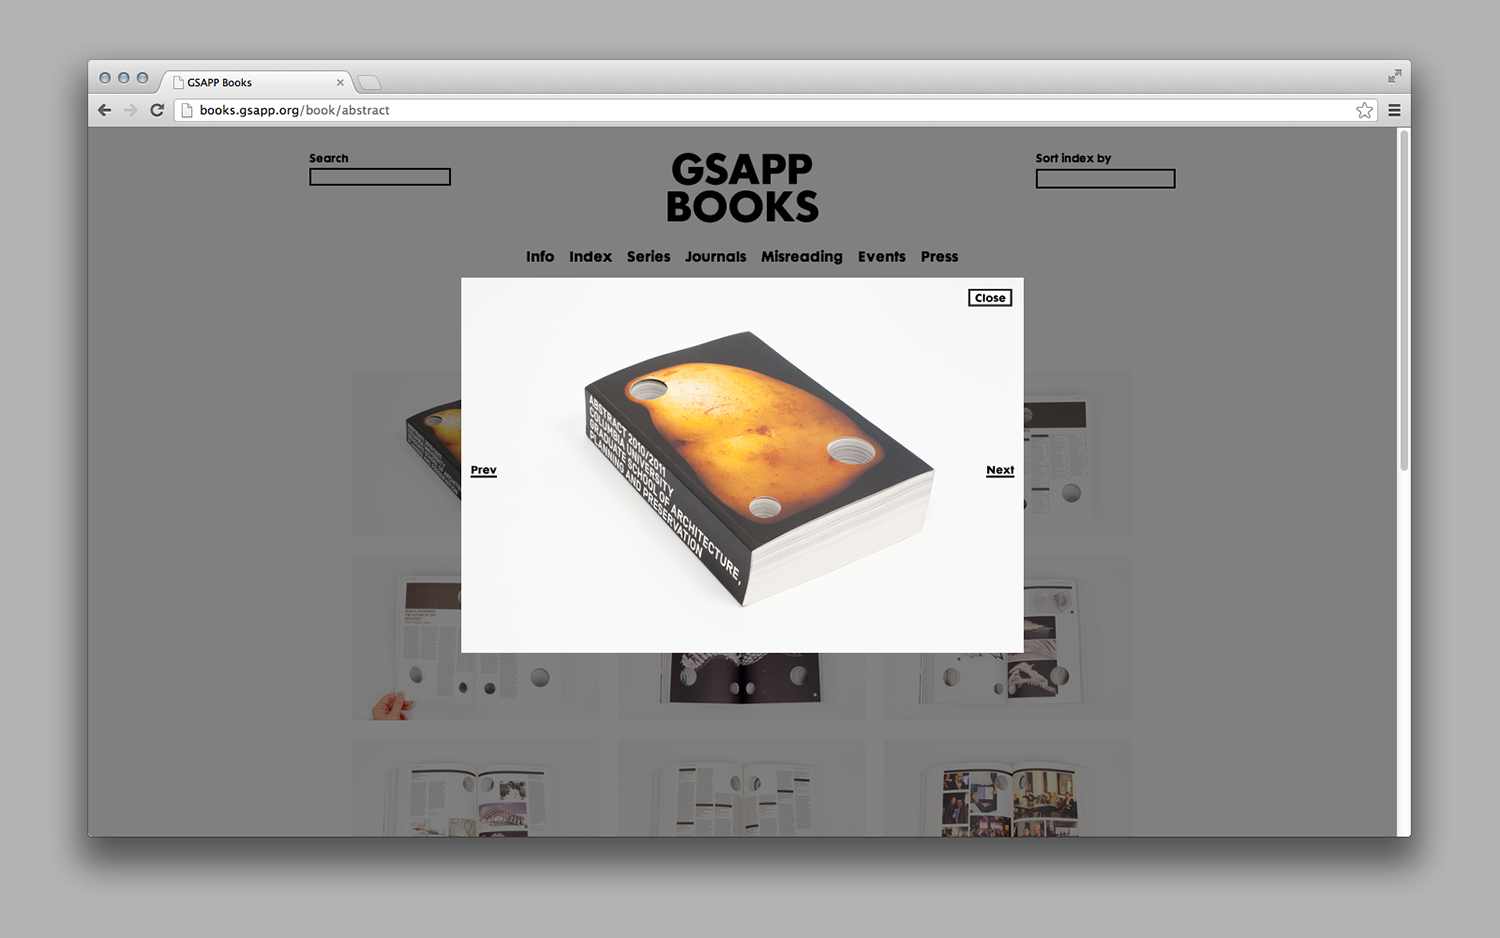 GSAPP Books
books.gsapp.org/book/abstract
Search
GSAPP
BOOKS
Sort index by
Info Index Series Journals Misreading Events Press
Close
ABSTRACT 2010/2011
COLUMBIA UNIVERSITY
GRADUATE SCHOOL OF ARCHITECTURE,
PLANNING AND PRESERVATION
Prev
Next